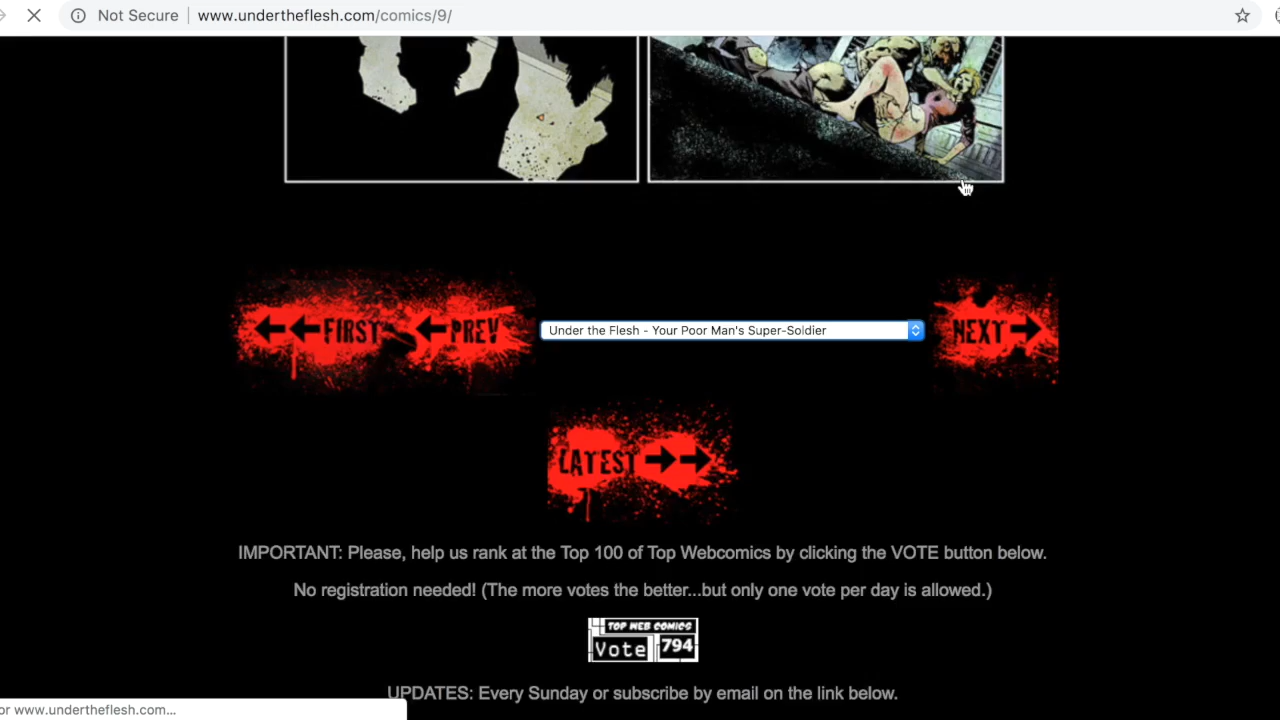 Not Secure
www.undertheflesh.com/comics/9/
FIRST
PREV
Under the Flesh - Your Poor Man's Super-Soldier
NEXT
LATEST
IMPORTANT: Please, help us rank at the Top 100 of Top Webcomics by clicking the VOTE button below.
No registration needed! (The more votes the better...but only one vote per day is allowed.)
TOP WEB COMICS
Vote 794
UPDATES: Every Sunday or subscribe by email on the link below.
or www.undertheflesh.com...